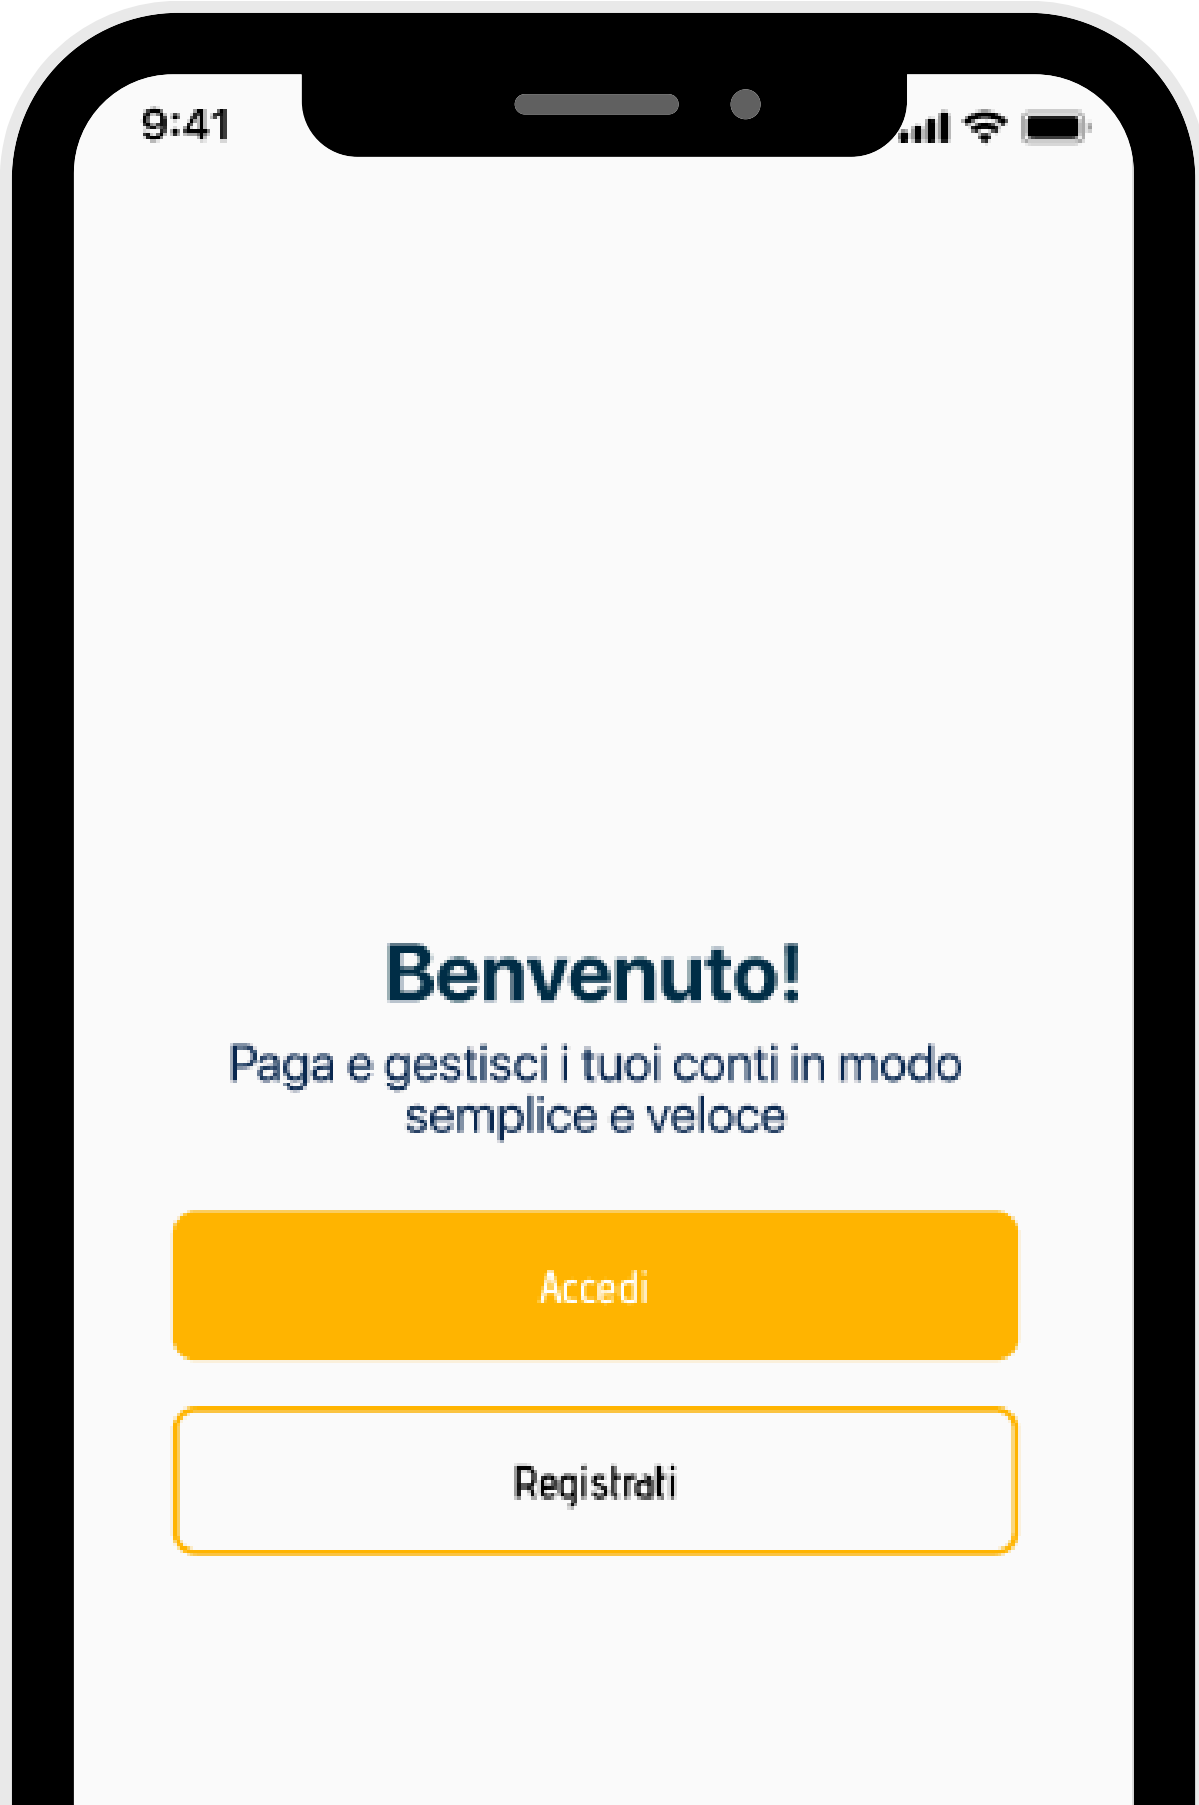 9:41
Benvenuto!
Paga e gestisci i tuoi conti in modo
semplice e veloce
Accedi
Registrati